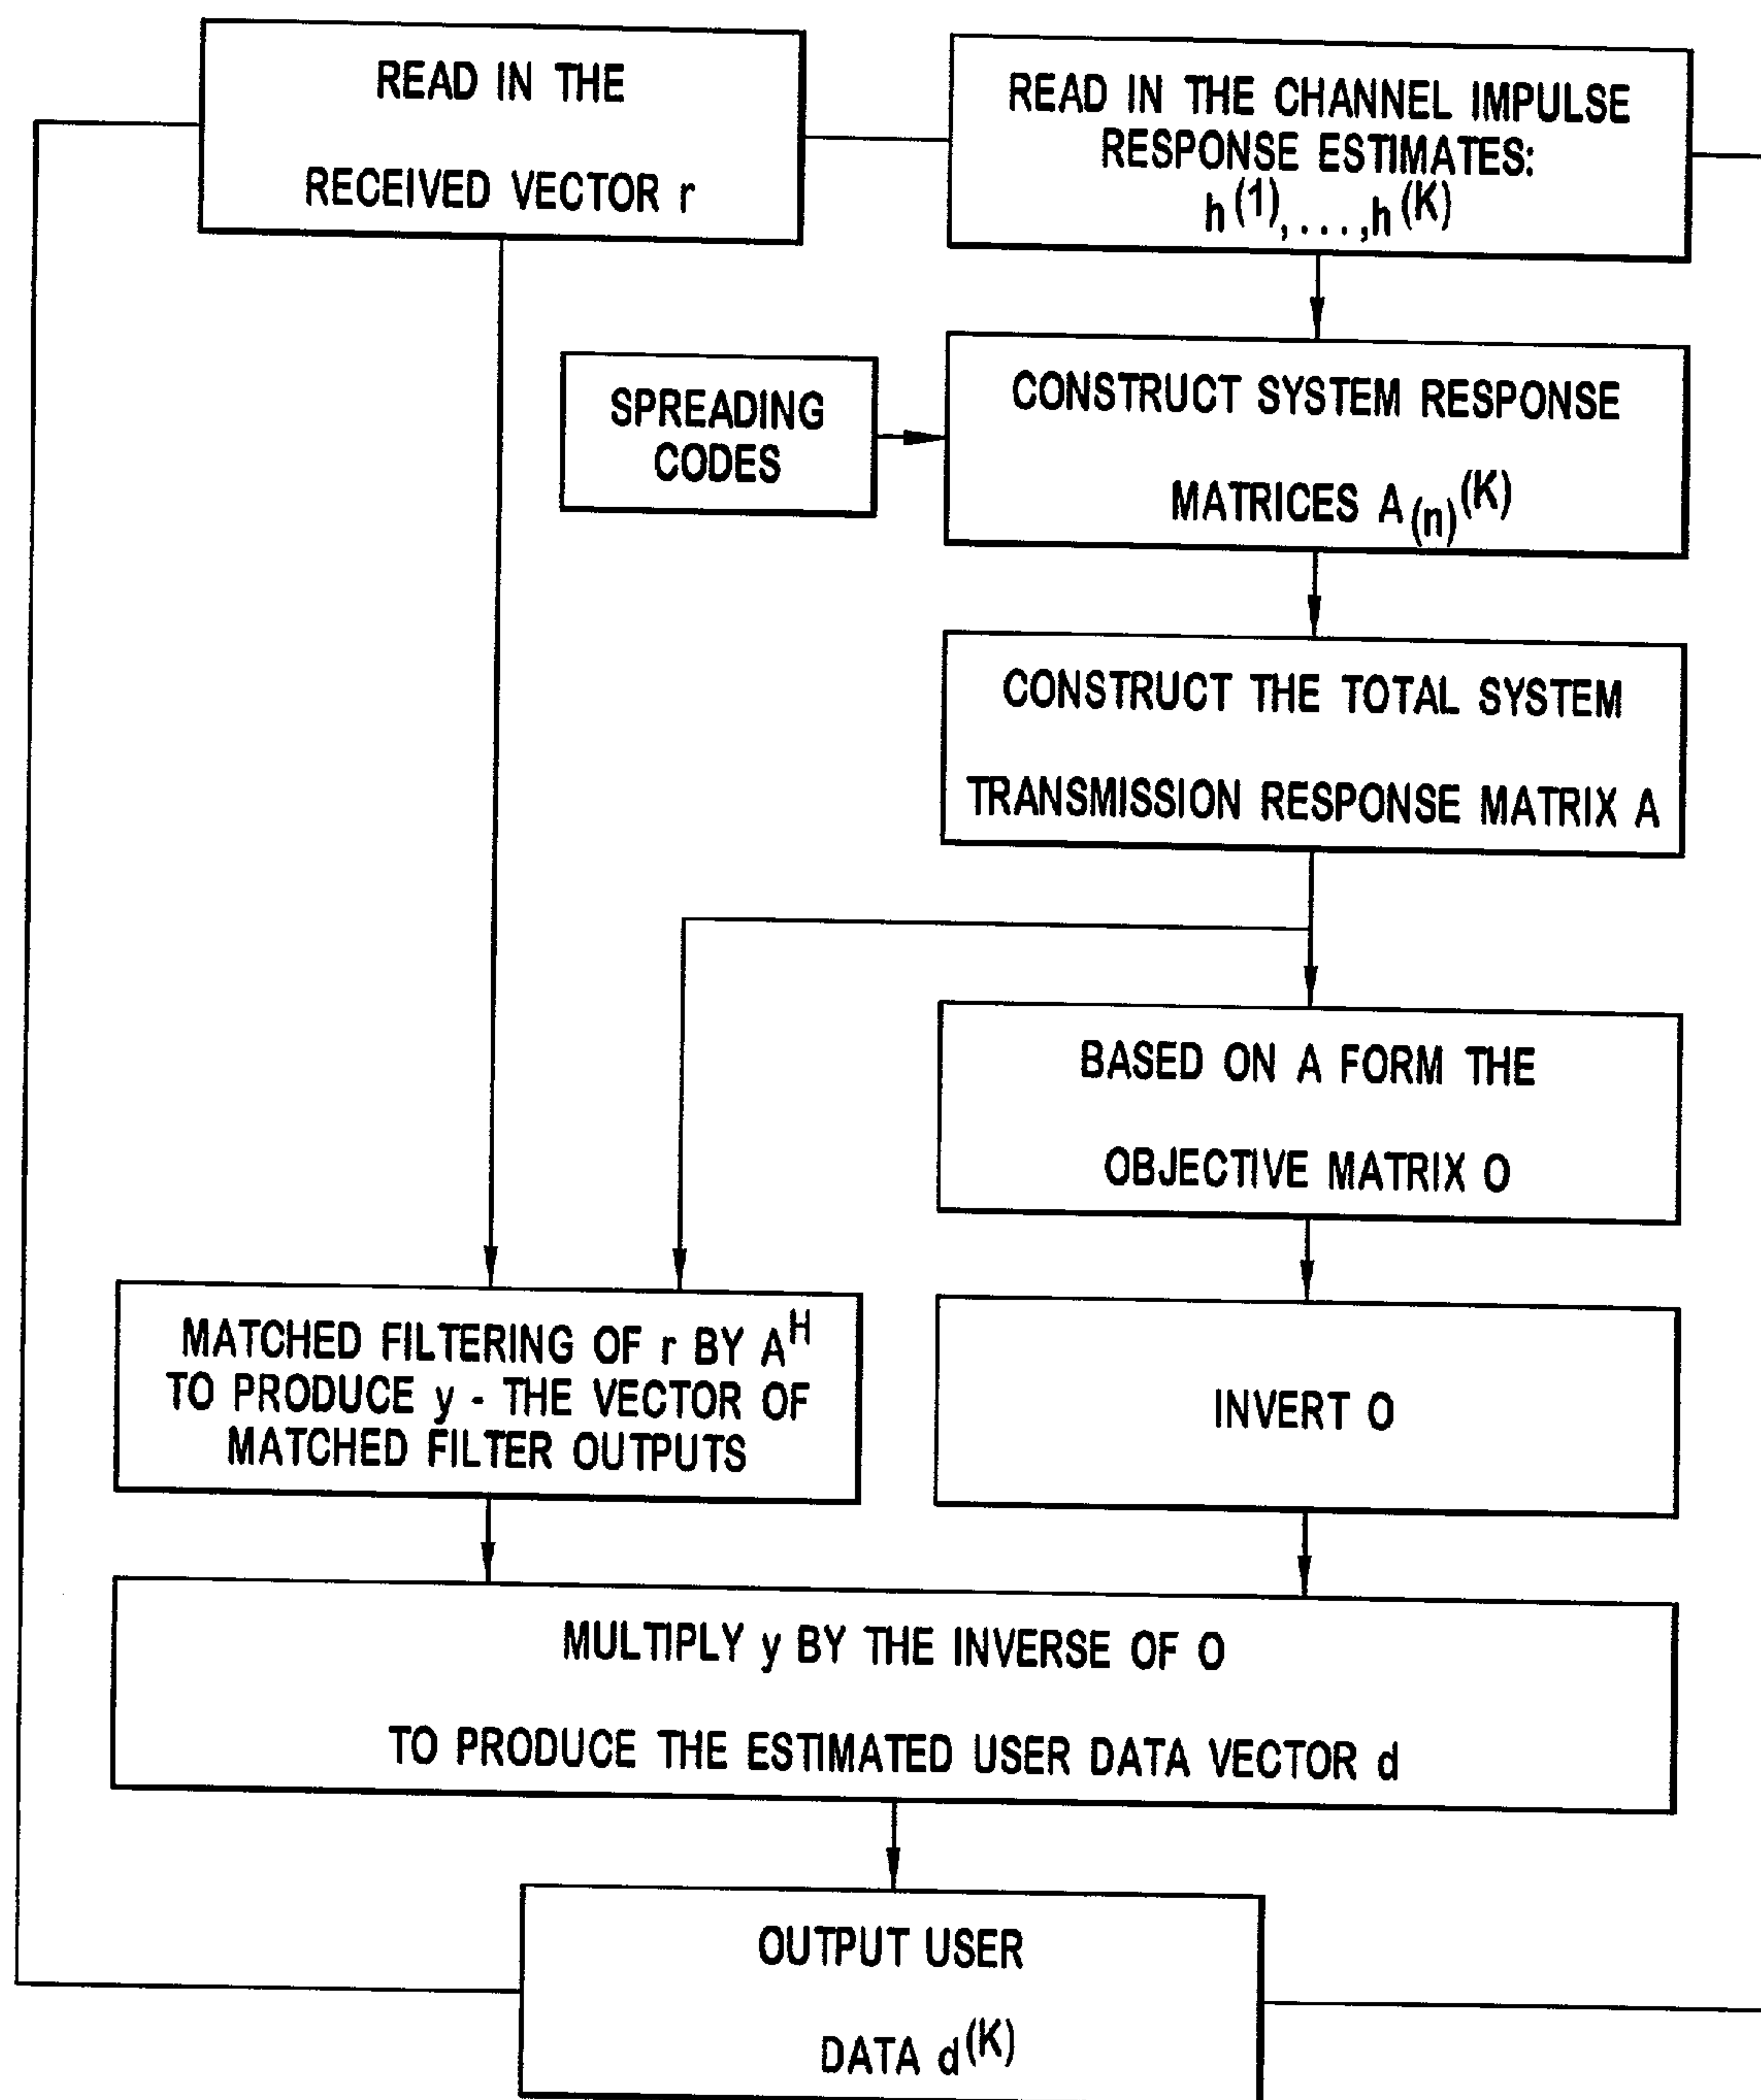 READ IN THE
RECEIVED VECTOR r
READ IN THE CHANNEL IMPULSE
RESPONSE ESTIMATES:
h(1),...,h(K)
SPREADING
CODES
CONSTRUCT SYSTEM RESPONSE
MATRICES A(n)(K)
CONSTRUCT THE TOTAL SYSTEM
TRANSMISSION RESPONSE MATRIX A
BASED ON A FORM THE
OBJECTIVE MATRIX O
MATCHED FILTERING OF r BY AH
TO PRODUCE y - THE VECTOR OF
MATCHED FILTER OUTPUTS
INVERT O
MULTIPLY y BY THE INVERSE OF O
TO PRODUCE THE ESTIMATED USER DATA VECTOR d
OUTPUT USER
DATA d(K)